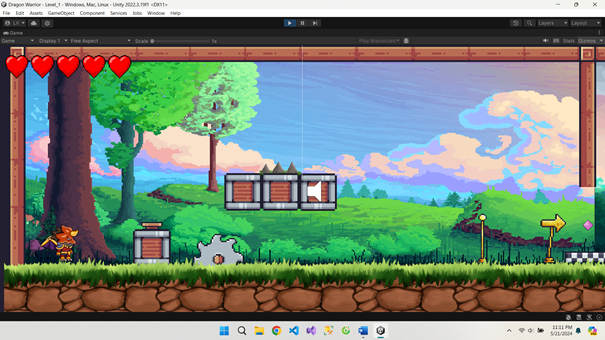 Dragon Warrior - Level_1 - Windows, Mac, Linux - Unity 2022.3.19f1 <DX11>
File Edit Assets GameObject Component Services Jobs Window Help
Layers Layout
Game
Game Display 1 Free Aspect Scale 1x Play Maximized Stats Gizmos
11:11 PM
5/21/2024